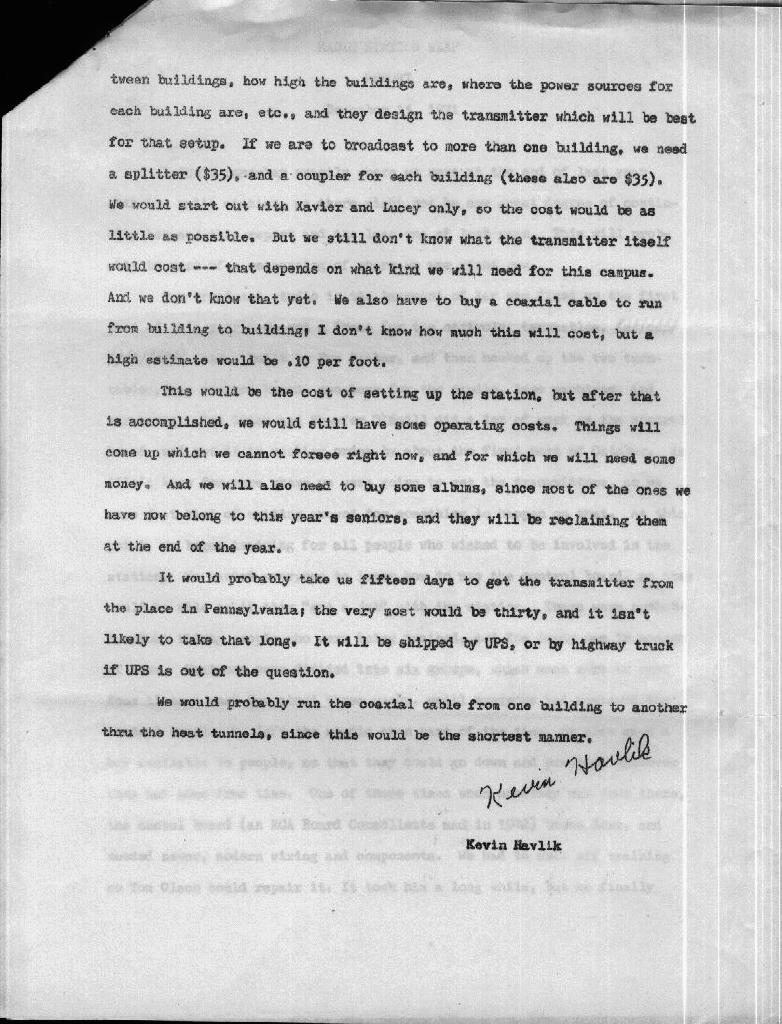 tween buildings, how high the buildings are, where the power sources for
each building are, etc., and they design the transmitter which will be best
for that setup. If we are to broadcast to more than one building, we need
a splitter ($35), and a coupler for each building (these also are $35).
We would start out with Xavier and Lucey only, so the cost would be as
little as possible. But we still don't know what the transmitter itself
would cost --- that depends on what kind we will need for this campus.
And we don't know that yet. We also have to buy a coaxial cable to run
from building to building; I don't know how much this will cost, but a
high estimate would be .10 per foot.
This would be the cost of setting up the station, but after that
is accomplished, we would still have some operating costs. Things will
come up which we cannot forsee right now, and for which we will need some
money. And we will also need to buy some albums, since most of the ones we
have now belong to this year's seniors, and they will be reclaiming them
at the end of the year.
It would probably take us fifteen days to get the transmitter from
the place in Pennsylvania; the very most would be thirty, and it isn't
likely to take that long. It will be shipped by UPS, or by highway truck
if UPS is out of the question.
We would probably run the coaxial cable from one building to another
thru the heat tunnels, since this would be the shortest manner.
Kevin Havlik
Kevin Havlik